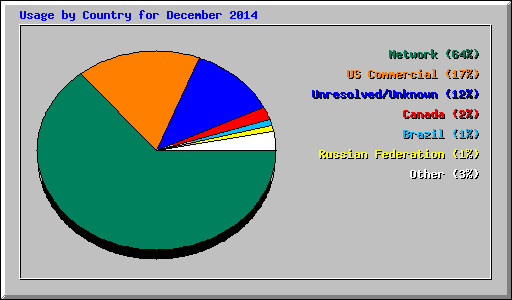 Usage by Country for December 2014
Network (64%)
US Commercial (17%)
Unresolved/Unknown (12%)
Canada (2%)
Brazil (1%)
Russian Federation (1%)
Other (3%)